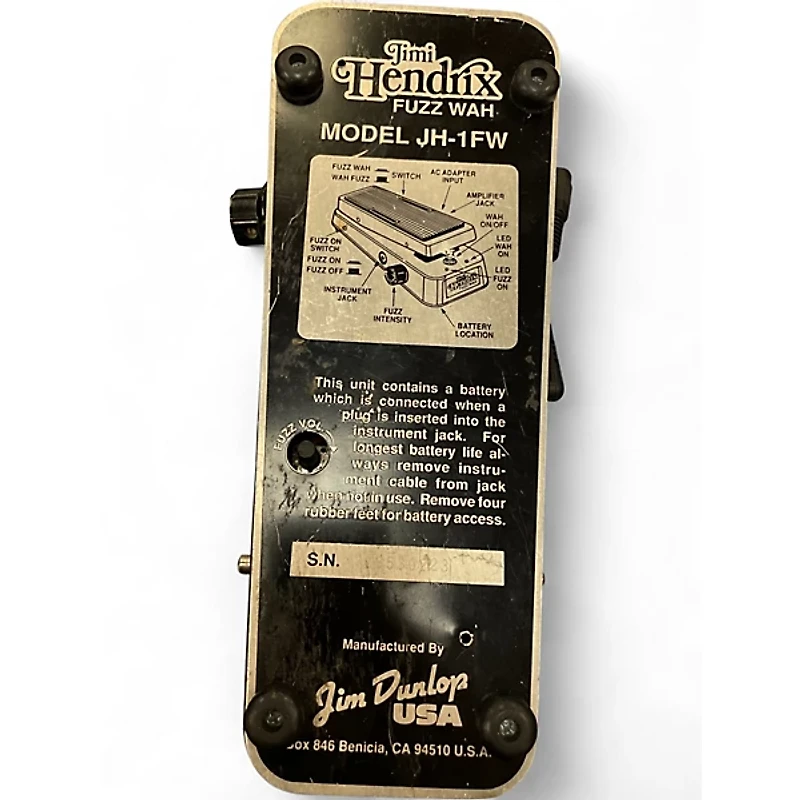 Jimi
Hendrix
FUZZ WAH
MODEL JH-1FW
FUZZ WAH
WAH FUZZ
SWITCH
AC ADAPTER
INPUT
AMPLIFIER
JACK
WAH
ON/OFF
LED
WAH
ON
LED
FUZZ
ON
FUZZ ON
SWITCH
FUZZ ON
FUZZ OFF
INSTRUMENT
JACK
FUZZ
INTENSITY
BATTERY
LOCATION
This unit contains a battery
which is connected when a
plug is inserted into the
instrument jack. For
longest battery life al-
ways remove instru-
ment cable from jack
when not in use. Remove four
rubber feet for battery access.
FUZZ
S.N.
Manufactured By
Jim Dunlop
USA
Box 846 Benicia, CA 94510 U.S.A.